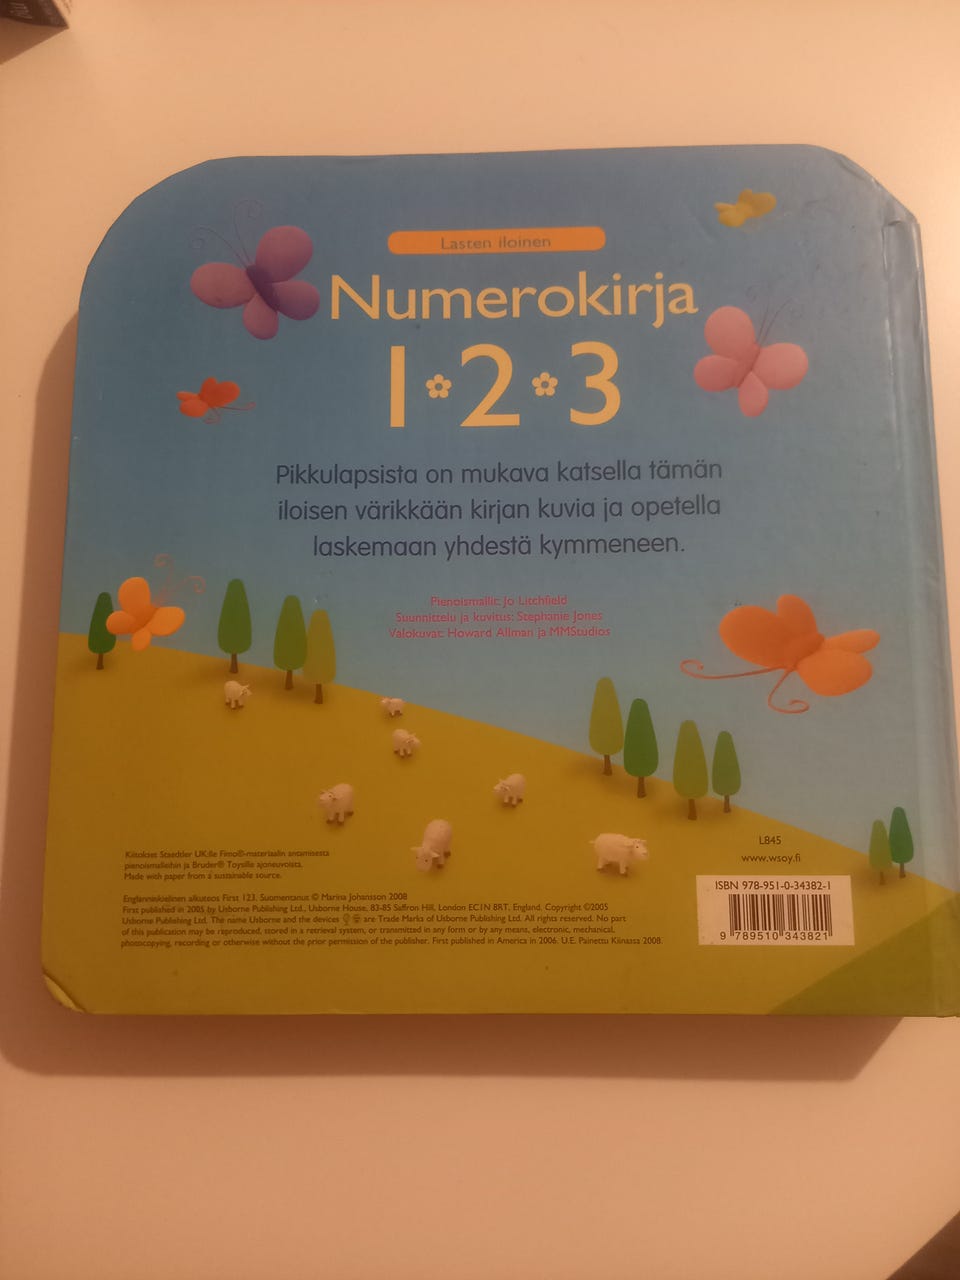 Lasten iloinen
Numerokirja
1 2 3
Pikkulapsista on mukava katsella tämän
iloisen värikkään kirjan kuvia ja opetella
laskemaan yhdestä kymmeneen.
Pienoismallit: Jo Litchfield
Suunnittelu ja kuvitus: Stephanie Jones
Valokuvat: Howard Allman ja MMStudios
L845
www.wsoy.fi
Kiitokset Staedtler UK:lle Fimo®-materiaalin antamisesta
pienoismalleihin ja Bruder® Toysille ajoneuvoista.
Made with paper from a sustainable source.
ISBN 978-951-0-34382-1
9 789510 343821
Englanninkielinen alkuteos First 123. Suomentanut © Marina Johansson 2008
First published in 2005 by Usborne Publishing Ltd., Usborne House, 83-85 Saffron Hill, London EC1N 8RT, England. Copyright ©2005
Usborne Publishing Ltd. The name Usborne and the devices are Trade Marks of Usborne Publishing Ltd. All rights reserved. No part
of this publication may be reproduced, stored in a retrieval system, or transmitted in any form or by any means, electronic, mechanical,
photocopying, recording or otherwise without the prior permission of the publisher. First published in America in 2006. U.E. Painettu Kiinassa 2008.